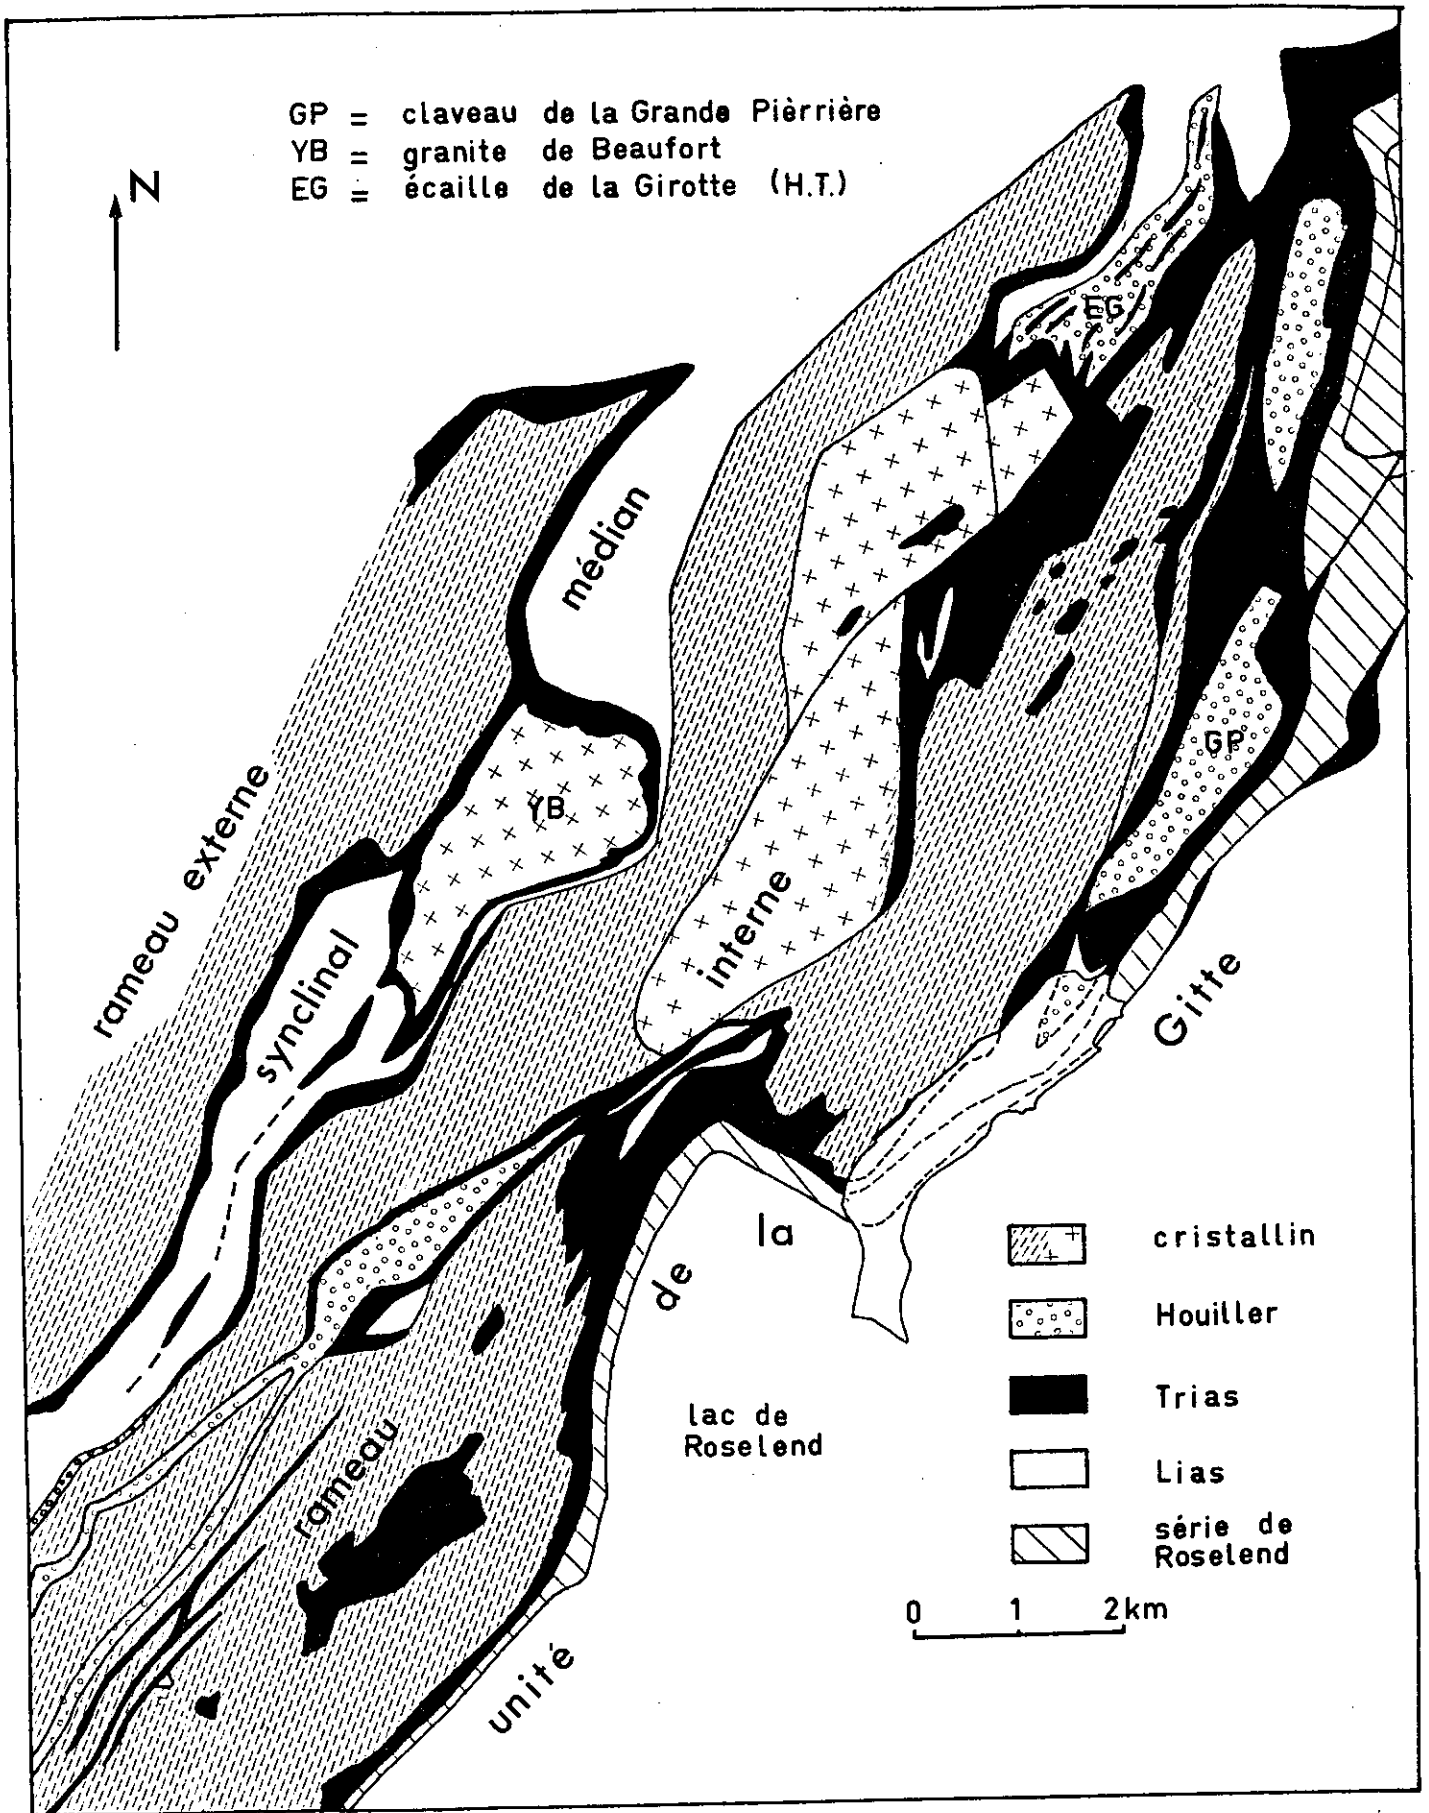 GP = claveau de la Grande Pièrrière
YB = granite de Beaufort
EG = écaille de la Girotte (H.T.)
N
EG
médian
GP
rameau externe
YB
interne
synclinal
Gitte
la
de
cristallin
Houiller
Trias
lac de
Roselend
Lias
rameau
série de
Roselend
0 1 2km
unité